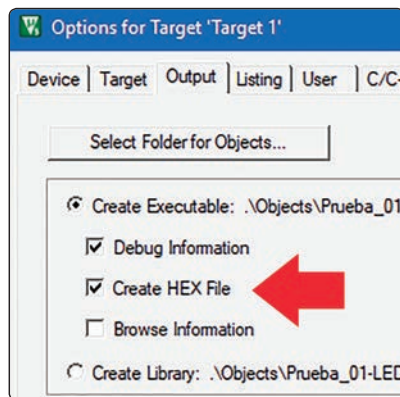 Options for Target 'Target 1'
Device Target Output Listing User C/C
Select Folder for Objects...
Create Executable: .\Objects\Prueba_01
Debug Information
Create HEX File
Browse Information
Create Library: .\Objects\Prueba_01-LED